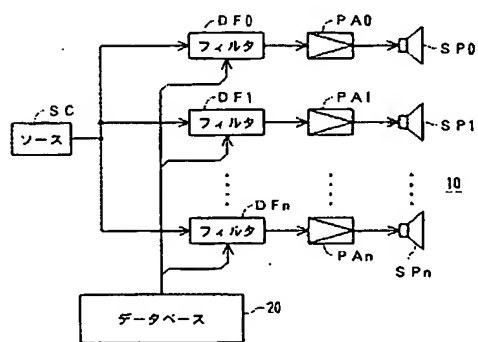 DF0
フィルタ
PA0
SP0
SC
ソース
DF1
フィルタ
PA1
SP1
10
DFn
フィルタ
PAn
SPn
20
データベース